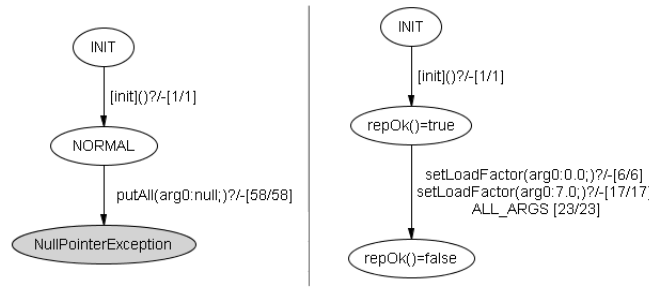 INIT
[init]()?/-[1/1]
NORMAL
putAll(arg0:null;)?/-[58/58]
NullPointerException
INIT
[init]()?/-[1/1]
repOk()=true
setLoadFactor(arg0:0.0;)?/-[6/6]
setLoadFactor(arg0:7.0;)?/-[17/17]
ALL_ARGS [23/23]
repOk()=false